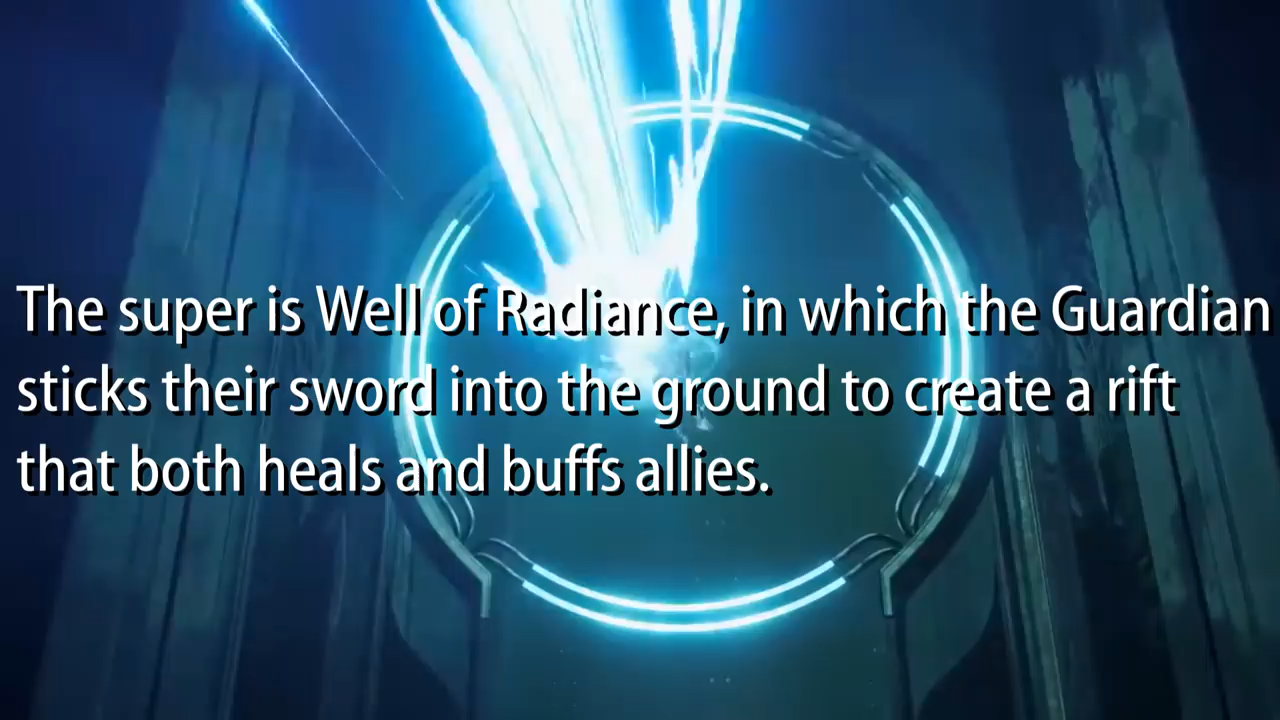 The super is Well of Radiance, in which the Guardian
sticks their sword into the ground to create a rift
that both heals and buffs allies.